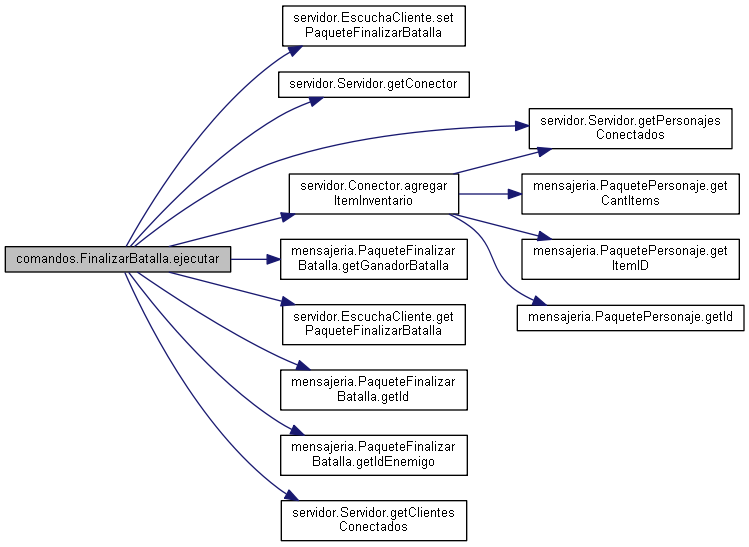 servidor.EscuchaCliente.set
PaqueteFinalizarBatalla
servidor.Servidor.getConector
servidor.Servidor.getPersonajes
Conectados
servidor.Conector.agregar
ItemInventario
mensajeria.PaquetePersonaje.get
CantItems
comandos.FinalizarBatalla.ejecutar
mensajeria.PaqueteFinalizar
Batalla.getGanadorBatalla
mensajeria.PaquetePersonaje.get
ItemID
servidor.EscuchaCliente.get
PaqueteFinalizarBatalla
mensajeria.PaquetePersonaje.getId
mensajeria.PaqueteFinalizar
Batalla.getId
mensajeria.PaqueteFinalizar
Batalla.getIdEnemigo
servidor.Servidor.getClientes
Conectados